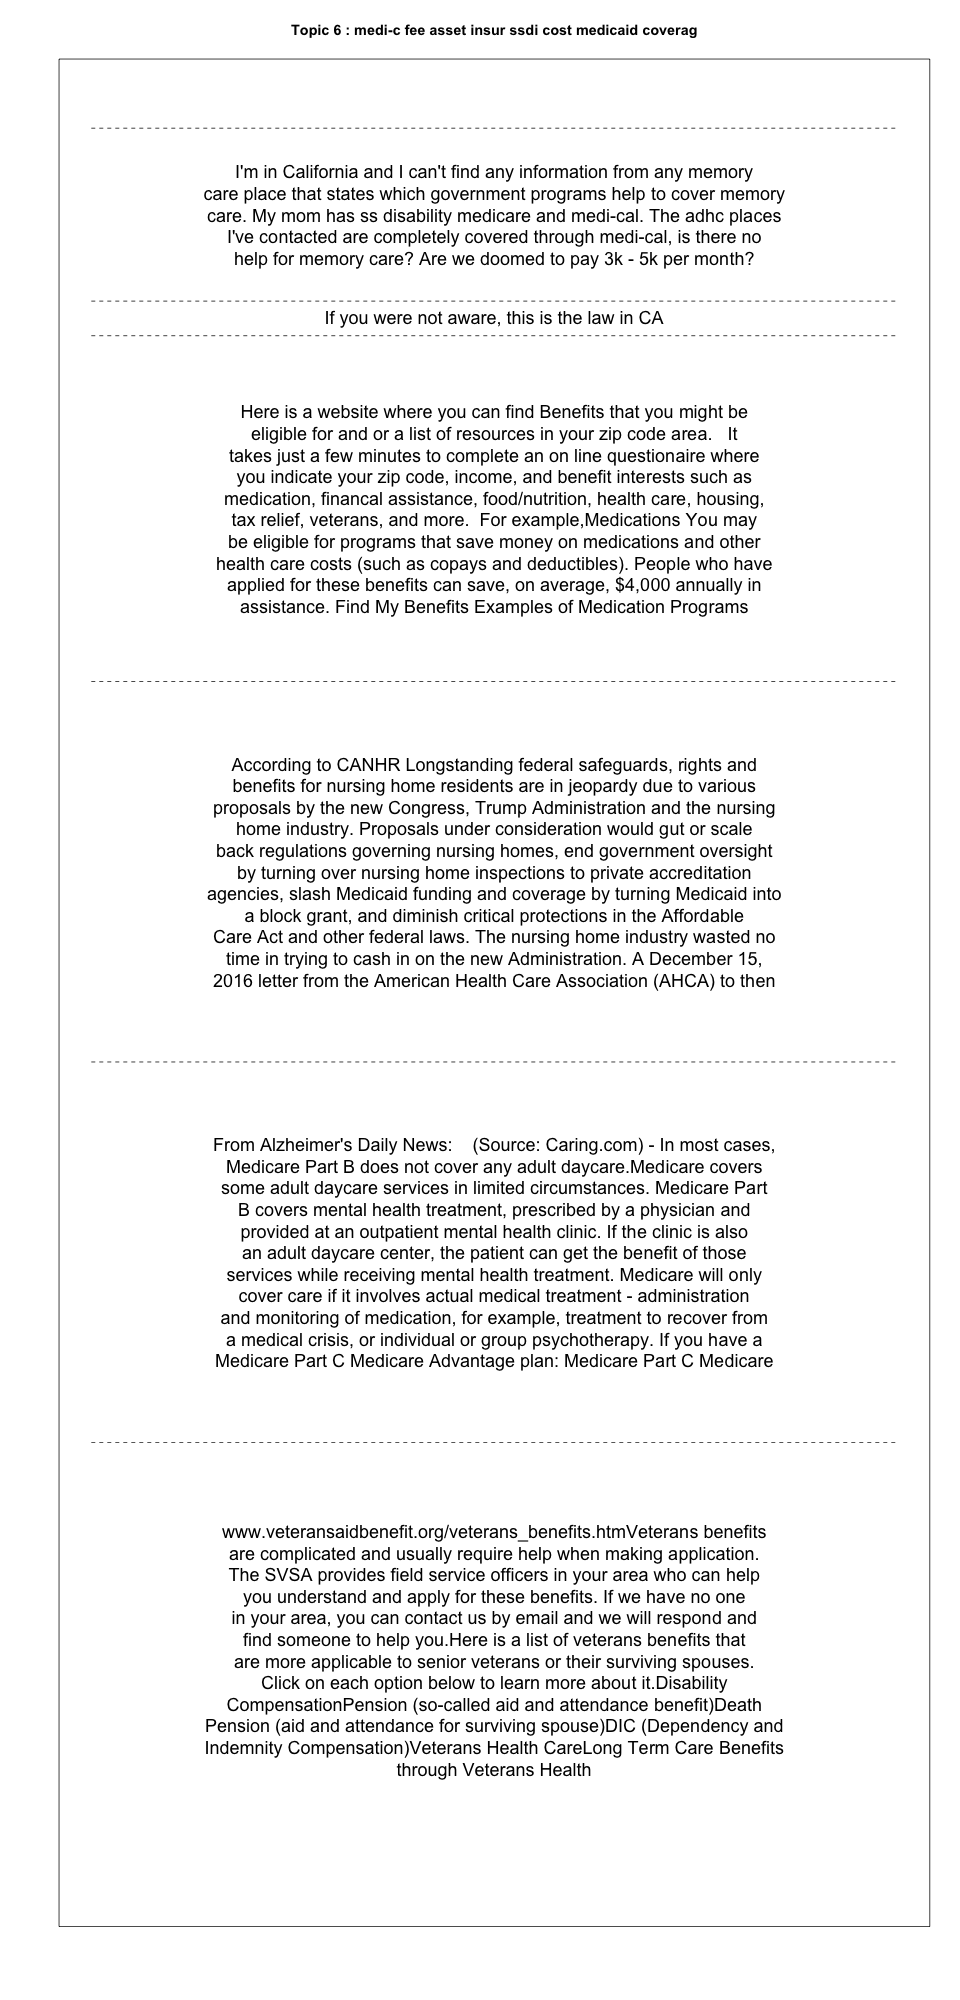 Topic 6 : medi-c fee asset insur ssdi cost medicaid coverag
I'm in California and I can't find any information from any memory
care place that states which government programs help to cover memory
care. My mom has ss disability medicare and medi-cal. The adhc places
I've contacted are completely covered through medi-cal, is there no
help for memory care? Are we doomed to pay 3k - 5k per month?
If you were not aware, this is the law in CA
Here is a website where you can find Benefits that you might be
eligible for and or a list of resources in your zip code area.   It
takes just a few minutes to complete an on line questionaire where
you indicate your zip code, income, and benefit interests such as
medication, financal assistance, food/nutrition, health care, housing,
tax relief, veterans, and more.  For example,Medications You may
be eligible for programs that save money on medications and other
health care costs (such as copays and deductibles). People who have
applied for these benefits can save, on average, $4,000 annually in
assistance. Find My Benefits Examples of Medication Programs
According to CANHR Longstanding federal safeguards, rights and
benefits for nursing home residents are in jeopardy due to various
proposals by the new Congress, Trump Administration and the nursing
home industry. Proposals under consideration would gut or scale
back regulations governing nursing homes, end government oversight
by turning over nursing home inspections to private accreditation
agencies, slash Medicaid funding and coverage by turning Medicaid into
a block grant, and diminish critical protections in the Affordable
Care Act and other federal laws. The nursing home industry wasted no
time in trying to cash in on the new Administration. A December 15,
2016 letter from the American Health Care Association (AHCA) to then
From Alzheimer's Daily News:    (Source: Caring.com) - In most cases,
Medicare Part B does not cover any adult daycare.Medicare covers
some adult daycare services in limited circumstances. Medicare Part
B covers mental health treatment, prescribed by a physician and
provided at an outpatient mental health clinic. If the clinic is also
an adult daycare center, the patient can get the benefit of those
services while receiving mental health treatment. Medicare will only
cover care if it involves actual medical treatment - administration
and monitoring of medication, for example, treatment to recover from
a medical crisis, or individual or group psychotherapy. If you have a
Medicare Part C Medicare Advantage plan: Medicare Part C Medicare
www.veteransaidbenefit.org/veterans_benefits.htmVeterans benefits
are complicated and usually require help when making application.
The SVSA provides field service officers in your area who can help
you understand and apply for these benefits. If we have no one
in your area, you can contact us by email and we will respond and
find someone to help you.Here is a list of veterans benefits that
are more applicable to senior veterans or their surviving spouses.
Click on each option below to learn more about it.Disability
CompensationPension (so-called aid and attendance benefit)Death
Pension (aid and attendance for surviving spouse)DIC (Dependency and
Indemnity Compensation)Veterans Health CareLong Term Care Benefits
through Veterans Health